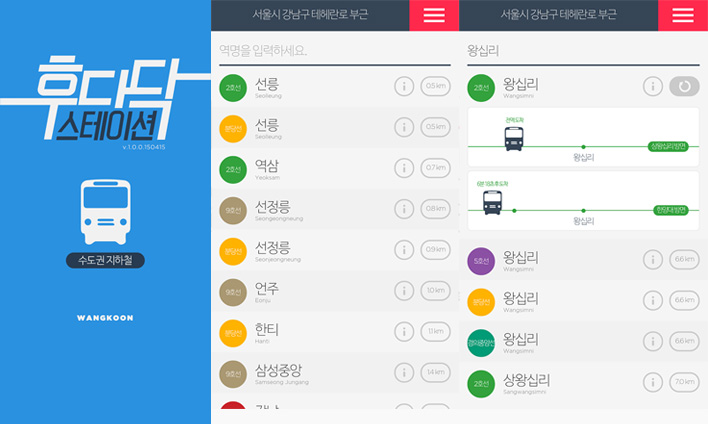 후다닥
스테이션
v.1.0.0.150415
수도권 지하철
WANGKOON
서울시 강남구 테헤란로 부근
역명을 입력하세요.
2호선 선릉 0.5 km
Seolleung
분당선 선릉 0.5 km
Seolleung
2호선 역삼 0.7 km
Yeoksam
9호선 선정릉 0.8 km
Seonjeongneung
분당선 선정릉 0.9 km
Seonjeongneung
9호선 언주 1.0 km
Eonju
분당선 한티 1.1 km
Hanti
9호선 삼성중앙 1.4 km
Samseong Jungang
강남
서울시 강남구 테헤란로 부근
왕십리
2호선 왕십리
Wangsimni
전역도착
상왕십리 방면
왕십리
6분 18초 후 도착
한양대 방면
왕십리
5호선 왕십리 6.6 km
Wangsimni
분당선 왕십리 6.6 km
Wangsimni
경의중앙선 왕십리 6.6 km
Wangsimni
2호선 상왕십리 7.0 km
Sangwangsimni